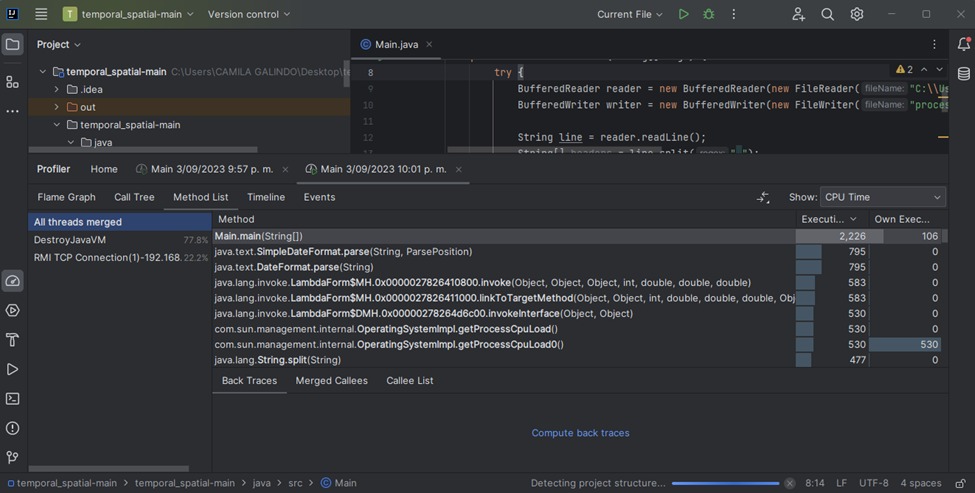 temporal_spatial-main
Version control
Current File
Project
Main.java
temporal_spatial-main C:\Users\CAMILA GALINDO\Desktop\te
.idea
out
temporal_spatial-main
java
2
8 try {
9 BufferedReader reader = new BufferedReader(new FileReader( fileName: "C:\\Us
10 BufferedWriter writer = new BufferedWriter(new FileWriter( fileName: "proces
11
12 String line = reader.readLine();
Profiler
Home
Main 3/09/2023 9:57 p. m.
Main 3/09/2023 10:01 p. m.
Flame Graph
Call Tree
Method List
Timeline
Events
Show:
CPU Time
All threads merged
DestroyJavaVM 77.8%
RMI TCP Connection(1)-192.168. 22.2%
Method Executi... Own Exec...
Main.main(String[]) 2,226 106
java.text.SimpleDateFormat.parse(String, ParsePosition) 795 0
java.text.DateFormat.parse(String) 795 0
java.lang.invoke.LambdaForm$MH.0x0000027826410800.invoke(Object, Object, Object, int, double, double, double) 583 0
java.lang.invoke.LambdaForm$MH.0x0000027826411000.linkToTargetMethod(Object, Object, int, double, double, double, Obj 583 0
java.lang.invoke.LambdaForm$DMH.0x00000278264d6c00.invokeInterface(Object, Object) 530 0
com.sun.management.internal.OperatingSystemImpl.getProcessCpuLoad() 530 0
com.sun.management.internal.OperatingSystemImpl.getProcessCpuLoad0() 530 530
java.lang.String.split(String) 477 0
Back Traces
Merged Callees
Callee List
Compute back traces
temporal_spatial-main > temporal_spatial-main > java > src > Main
Detecting project structure...
8:14
LF
UTF-8
4 spaces